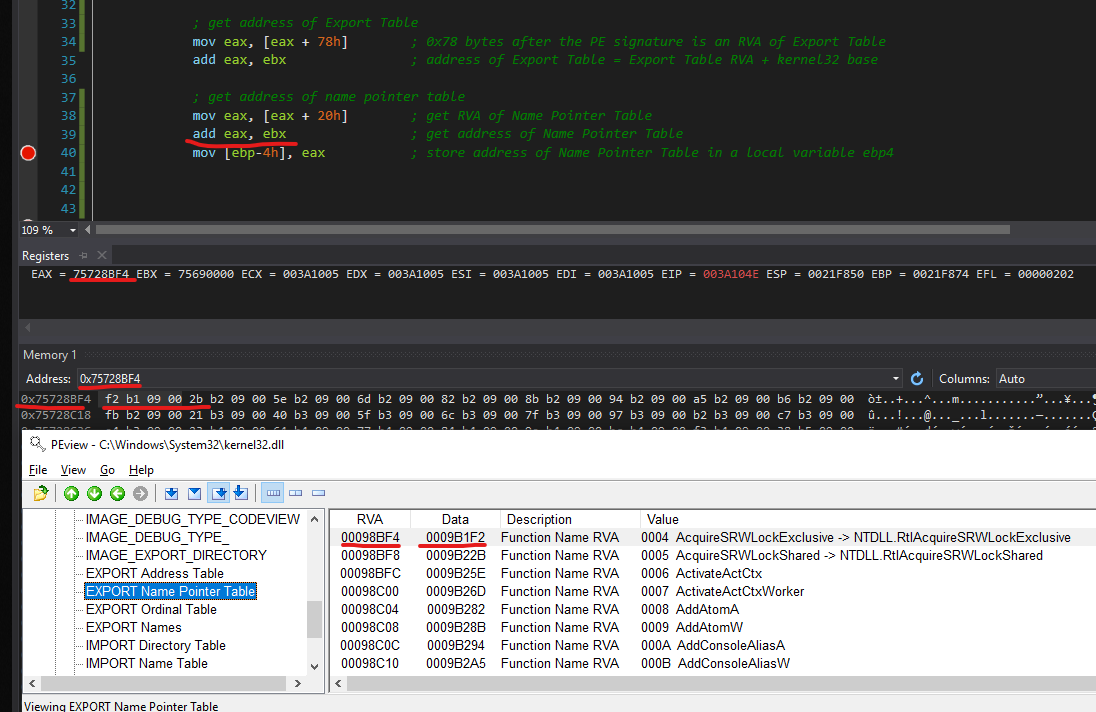 32
33 ; get address of Export Table
34 mov eax, [eax + 78h] ; 0x78 bytes after the PE signature is an RVA of Export Table
35 add eax, ebx ; address of Export Table = Export Table RVA + kernel32 base
36
37 ; get address of name pointer table
38 mov eax, [eax + 20h] ; get RVA of Name Pointer Table
39 add eax, ebx ; get address of Name Pointer Table
40 mov [ebp-4h], eax ; store address of Name Pointer Table in a local variable ebp4
41
42
43
109 %
Registers
EAX = 75728BF4 EBX = 75690000 ECX = 003A1005 EDX = 003A1005 ESI = 003A1005 EDI = 003A1005 EIP = 003A104E ESP = 0021F850 EBP = 0021F874 EFL = 00000202
Memory 1
Address: 0x75728BF4 Columns: Auto
0x75728BF4 f2 b1 09 00 2b b2 09 00 5e b2 09 00 6d b2 09 00 82 b2 09 00 8b b2 09 00 94 b2 09 00 a5 b2 09 00 b6 b2 09 00
0x75728C18 fb b2 09 00 21 b3 09 00 40 b3 09 00 5f b3 09 00 6c b3 09 00 7f b3 09 00 97 b3 09 00 b2 b3 09 00 c7 b3 09 00
PEview - C:\Windows\System32\kernel32.dll
File View Go Help
IMAGE_DEBUG_TYPE_CODEVIEW
IMAGE_DEBUG_TYPE_
IMAGE_EXPORT_DIRECTORY
EXPORT Address Table
EXPORT Name Pointer Table
EXPORT Ordinal Table
EXPORT Names
IMPORT Directory Table
IMPORT Name Table
RVA Data Description Value
00098BF4 0009B1F2 Function Name RVA 0004 AcquireSRWLockExclusive -> NTDLL.RtlAcquireSRWLockExclusive
00098BF8 0009B22B Function Name RVA 0005 AcquireSRWLockShared -> NTDLL.RtlAcquireSRWLockShared
00098BFC 0009B25E Function Name RVA 0006 ActivateActCtx
00098C00 0009B26D Function Name RVA 0007 ActivateActCtxWorker
00098C04 0009B282 Function Name RVA 0008 AddAtomA
00098C08 0009B28B Function Name RVA 0009 AddAtomW
00098C0C 0009B294 Function Name RVA 000A AddConsoleAliasA
00098C10 0009B2A5 Function Name RVA 000B AddConsoleAliasW
Viewing EXPORT Name Pointer Table